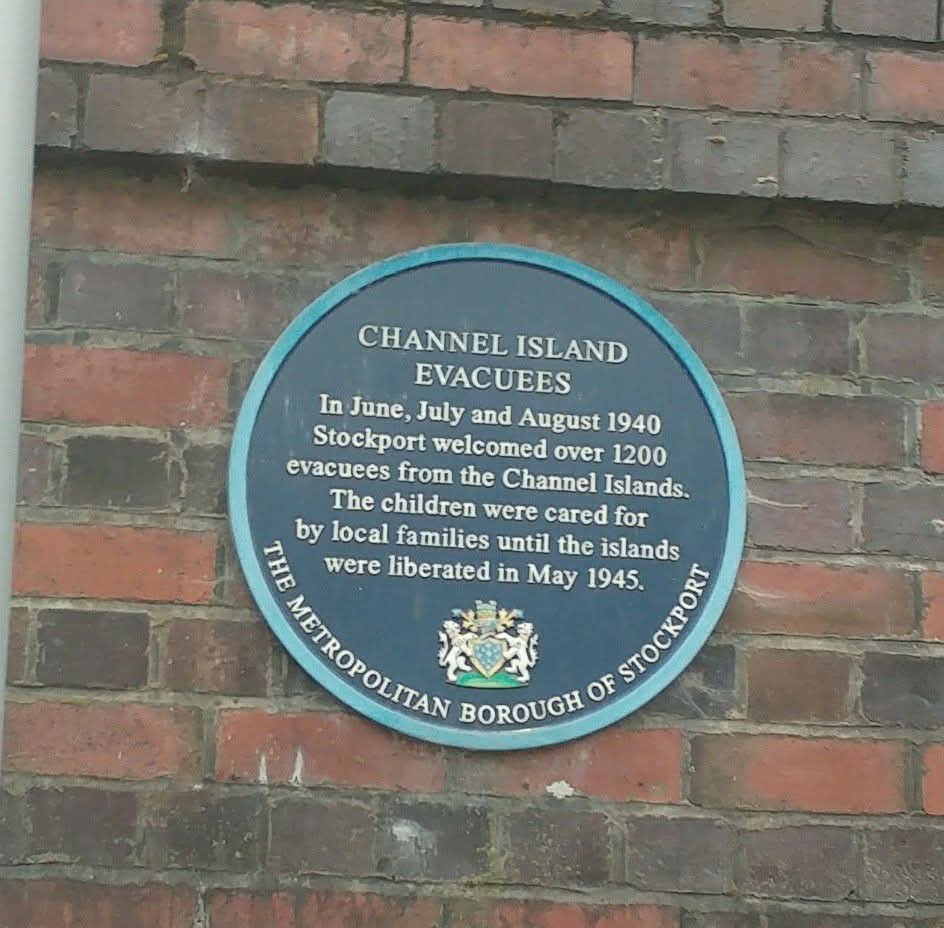 CHANNEL ISLAND
EVACUEES
In June, July and August 1940
Stockport welcomed over 1200
evacuees from the Channel Islands.
The children were cared for
by local families until the islands
were liberated in May 1945.
THE METROPOLITAN BOROUGH OF STOCKPORT